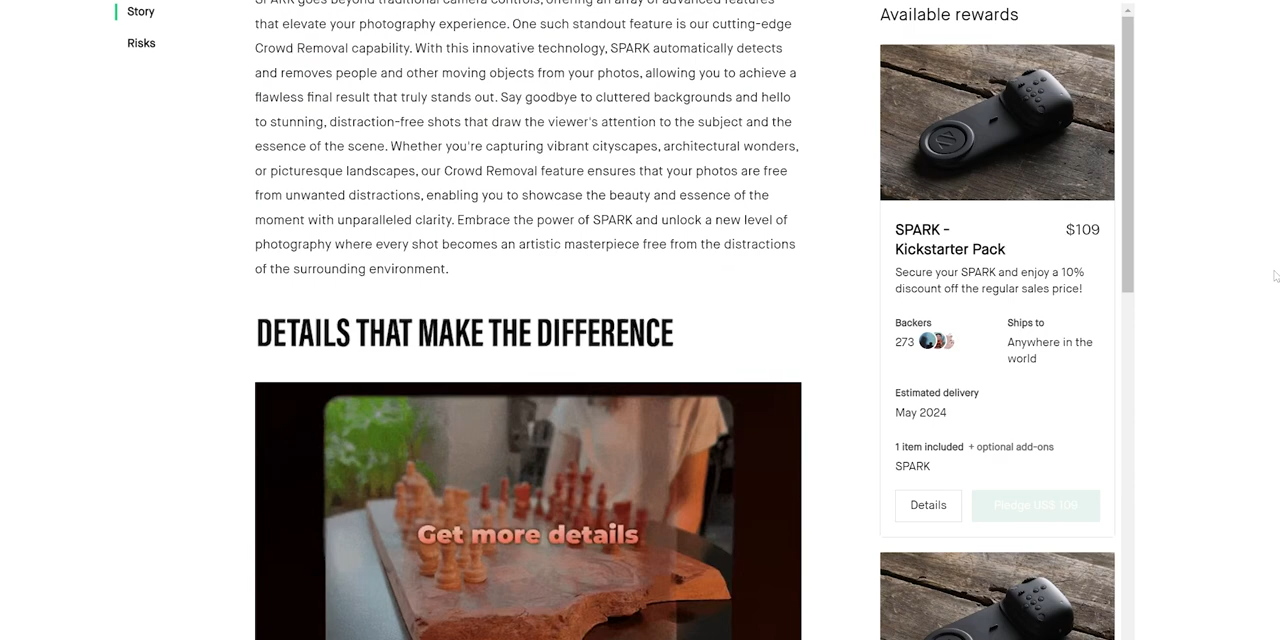 Story
Risks
SPARK goes beyond traditional camera controls, offering an array of advanced features
that elevate your photography experience. One such standout feature is our cutting-edge
Crowd Removal capability. With this innovative technology, SPARK automatically detects
and removes people and other moving objects from your photos, allowing you to achieve a
flawless final result that truly stands out. Say goodbye to cluttered backgrounds and hello
to stunning, distraction-free shots that draw the viewer's attention to the subject and the
essence of the scene. Whether you're capturing vibrant cityscapes, architectural wonders,
or picturesque landscapes, our Crowd Removal feature ensures that your photos are free
from unwanted distractions, enabling you to showcase the beauty and essence of the
moment with unparalleled clarity. Embrace the power of SPARK and unlock a new level of
photography where every shot becomes an artistic masterpiece free from the distractions
of the surrounding environment.
DETAILS THAT MAKE THE DIFFERENCE
Get more details
Available rewards
SPARK -
Kickstarter Pack
$109
Secure your SPARK and enjoy a 10%
discount off the regular sales price!
Backers
273
Ships to
Anywhere in the
world
Estimated delivery
May 2024
1 item included + optional add-ons
SPARK
Details
Pledge US$ 109